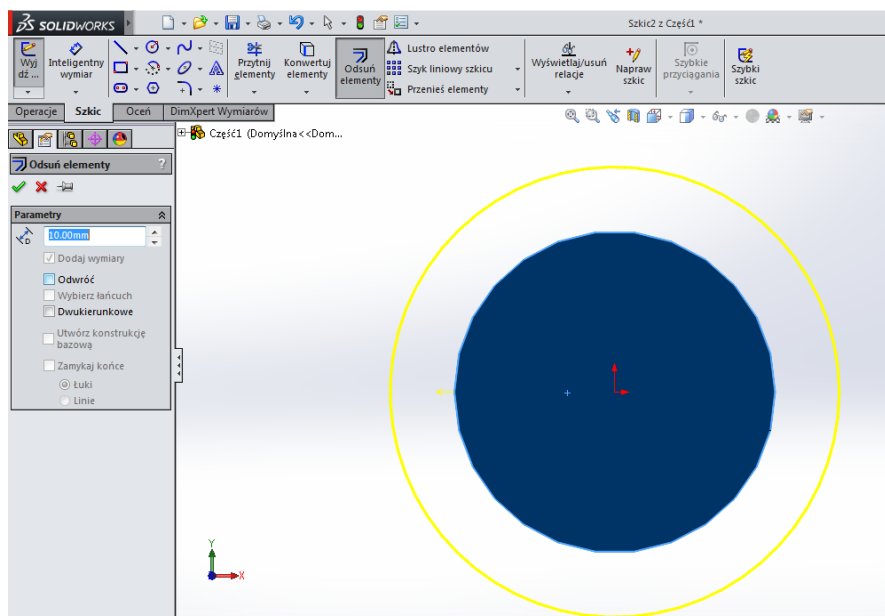 SOLIDWORKS
Szkic2 z Część1 *
Wyj
dź ...
Inteligentny
wymiar
Przytnij
elementy
Konwertuj
elementy
Odsuń
elementy
Lustro elementów
Szyk liniowy szkicu
Przenieś elementy
Wyświetlaj/usuń
relacje
Napraw
szkic
Szybkie
przyciągania
Szybki
szkic
Operacje Szkic Oceń DimXpert Wymiarów
Część1 (Domyślna<<Dom...
Odsuń elementy ?
Parametry
D 10.00mm
Dodaj wymiary
Odwróć
Wybierz łańcuch
Dwukierunkowe
Utwórz konstrukcję
bazową
Zamykaj końce
Łuki
Linie
Y
X